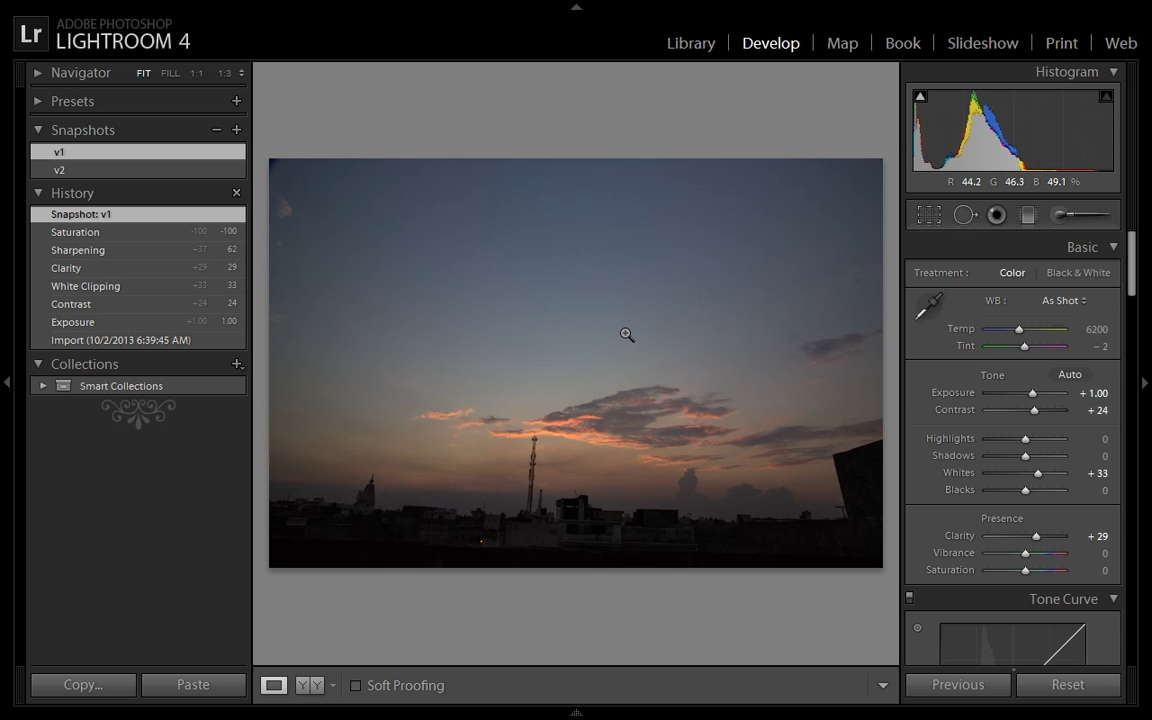 Lr ADOBE PHOTOSHOP
LIGHTROOM 4
Library Develop Map Book Slideshow Print Web
Navigator FIT FILL 1:1 1:3
Presets
Snapshots
v1
v2
History
Snapshot: v1
Saturation -100 -100
Sharpening +37 62
Clarity +29 29
White Clipping +33 33
Contrast +24 24
Exposure +1.00 1.00
Import (10/2/2013 6:39:45 AM)
Collections
Smart Collections
Copy... Paste
YY Soft Proofing
Histogram
R 44.2 G 46.3 B 49.1 %
Basic
Treatment : Color Black & White
WB : As Shot
Temp 6200
Tint – 2
Tone Auto
Exposure + 1.00
Contrast + 24
Highlights 0
Shadows 0
Whites + 33
Blacks 0
Presence
Clarity + 29
Vibrance 0
Saturation 0
Tone Curve
Previous Reset